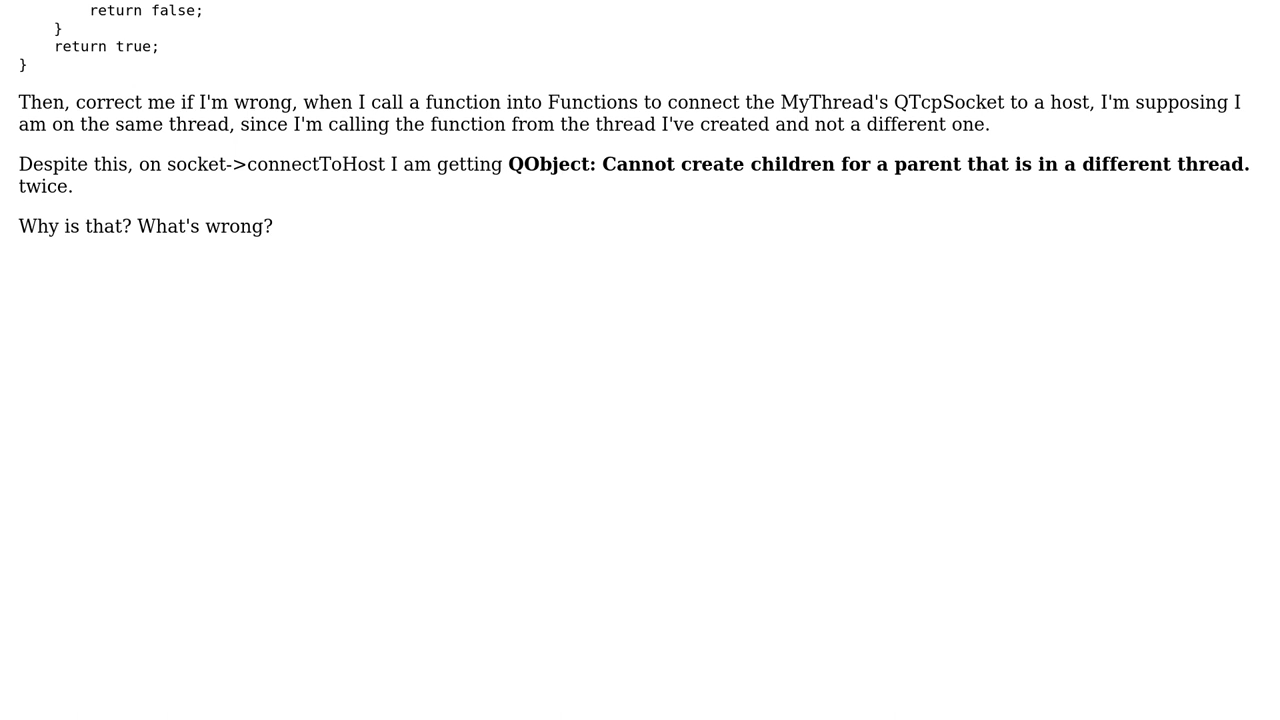 return false;
}
return true;
}
Then, correct me if I'm wrong, when I call a function into Functions to connect the MyThread's QTcpSocket to a host, I'm supposing I
am on the same thread, since I'm calling the function from the thread I've created and not a different one.
Despite this, on socket->connectToHost I am getting QObject: Cannot create children for a parent that is in a different thread.
twice.
Why is that? What's wrong?